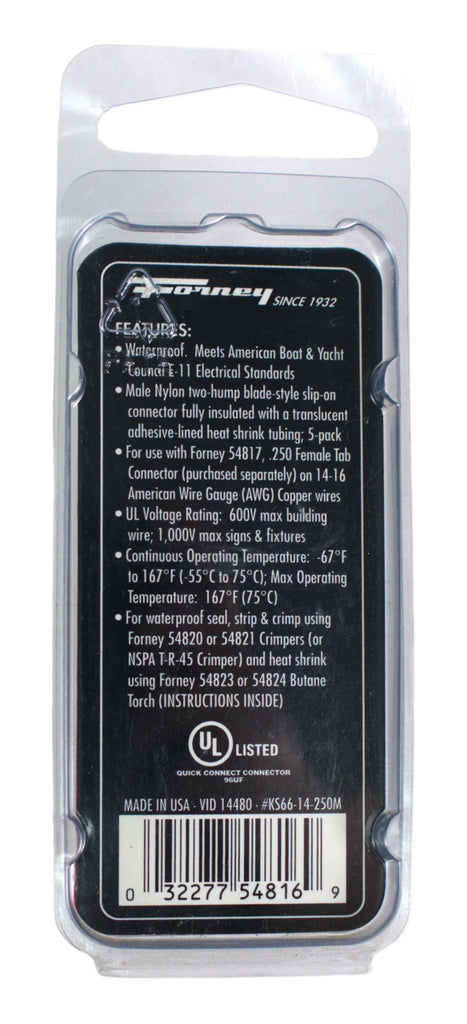 Forney SINCE 1932
FEATURES:
• Waterproof. Meets American Boat & Yacht
Council E-11 Electrical Standards
• Male Nylon two-hump blade-style slip-on
connector fully insulated with a translucent
adhesive-lined heat shrink tubing; 5-pack
• For use with Forney 54817, .250 Female Tab
Connector (purchased separately) on 14-16
American Wire Gauge (AWG) Copper wires
• UL Voltage Rating: 600V max building
wire; 1,000V max signs & fixtures
• Continuous Operating Temperature: -67°F
to 167°F (-55°C to 75°C); Max Operating
Temperature: 167°F (75°C)
• For waterproof seal, strip & crimp using
Forney 54820 or 54821 Crimpers (or
NSPA T-R-45 Crimper) and heat shrink
using Forney 54823 or 54824 Butane
Torch (INSTRUCTIONS INSIDE)
UL LISTED
QUICK CONNECT CONNECTOR
96UF
MADE IN USA · VID 14480 · #KS66-14-250M
0 32277 54816 9